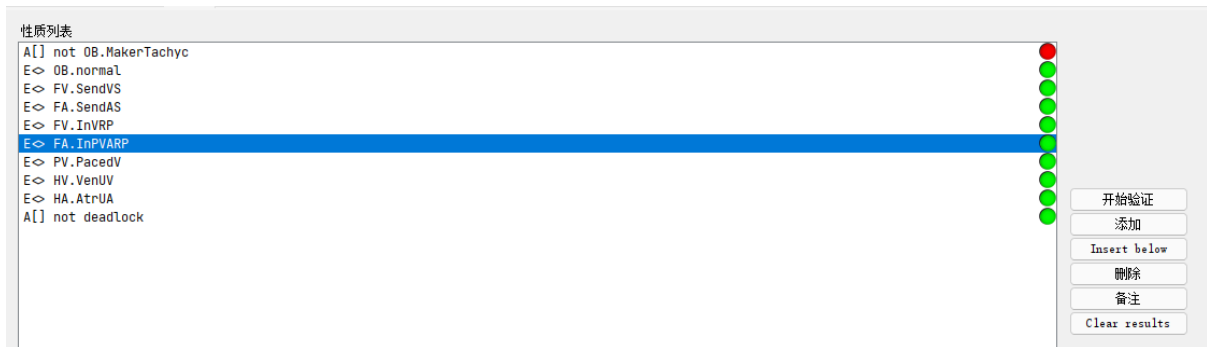 性质列表
A[] not OB.MakerTachyc
E<> OB.normal
E<> FV.SendVS
E<> FA.SendAS
E<> FV.InVRP
E<> FA.InPVARP
E<> PV.PacedV
E<> HV.VenUV
E<> HA.AtrUA
A[] not deadlock
开始验证
添加
Insert below
删除
备注
Clear results